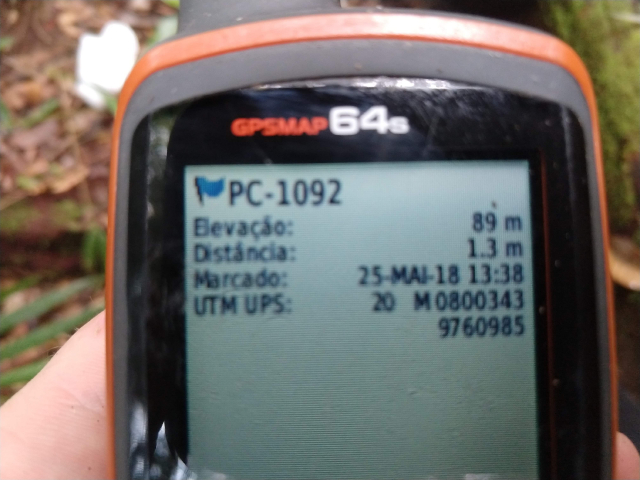 GPSMAP 64s
PC-1092
Elevação: 89 m
Distância: 1.3 m
Marcado: 25-MAI-18 13:38
UTM UPS: 20 M 0800343
9760985